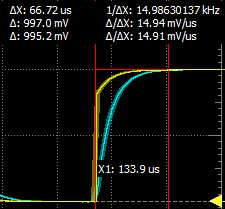 ΔX: 66.72 us 1/ΔX: 14.98630137 kHz
Δ: 997.0 mV Δ/ΔX: 14.94 mV/us
Δ: 995.2 mV Δ/ΔX: 14.91 mV/us
X1: 133.9 us